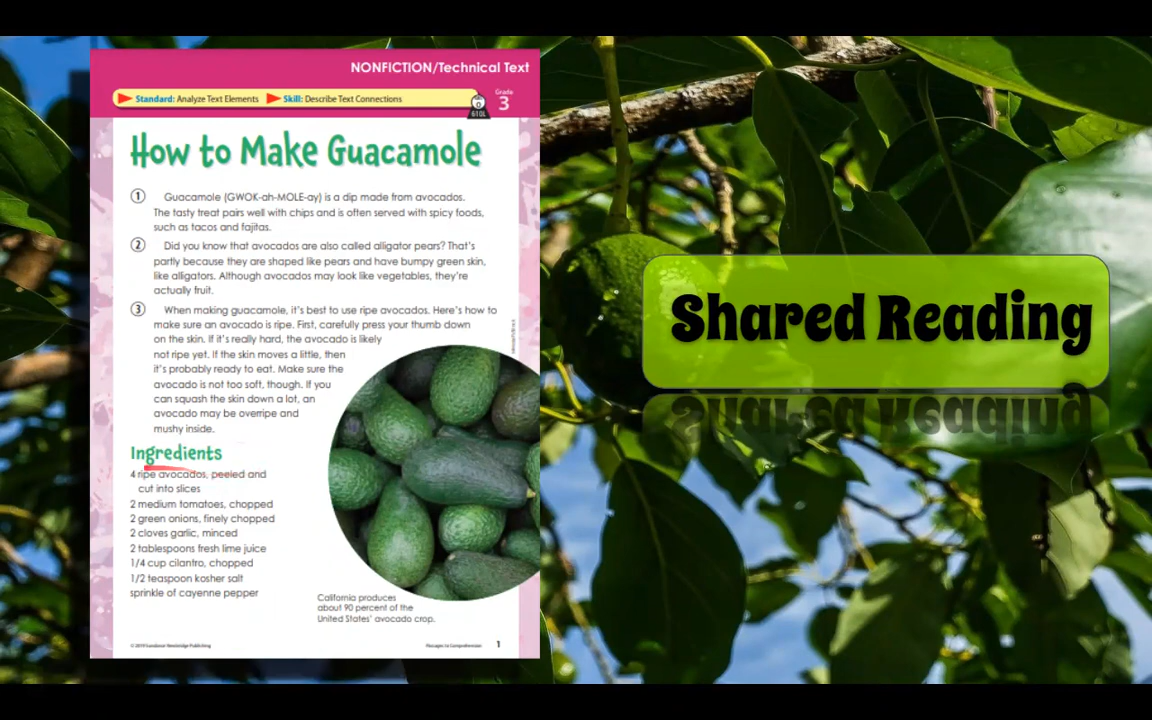 NONFICTION/Technical Text
Standard: Analyze Text Elements Skill: Describe Text Connections
610L
Grade
3
How to Make Guacamole
1 Guacamole (GWOK-ah-MOLE-ay) is a dip made from avocados.
The tasty treat pairs well with chips and is often served with spicy foods,
such as tacos and fajitas.
2 Did you know that avocados are also called alligator pears? That's
partly because they are shaped like pears and have bumpy green skin,
like alligators. Although avocados may look like vegetables, they're
actually fruit.
3 When making guacamole, it's best to use ripe avocados. Here's how to
make sure an avocado is ripe. First, carefully press your thumb down
on the skin. If it's really hard, the avocado is likely
not ripe yet. If the skin moves a little, then
it's probably ready to eat. Make sure the
avocado is not too soft, though. If you
can squash the skin down a lot, an
avocado may be overripe and
mushy inside.
Ingredients
4 ripe avocados, peeled and
cut into slices
2 medium tomatoes, chopped
2 green onions, finely chopped
2 cloves garlic, minced
2 tablespoons fresh lime juice
1/4 cup cilantro, chopped
1/2 teaspoon kosher salt
sprinkle of cayenne pepper
California produces
about 90 percent of the
United States' avocado crop.
© 2019 Sundance Newbridge Publishing
Passages to Comprehension 1
Shared Reading